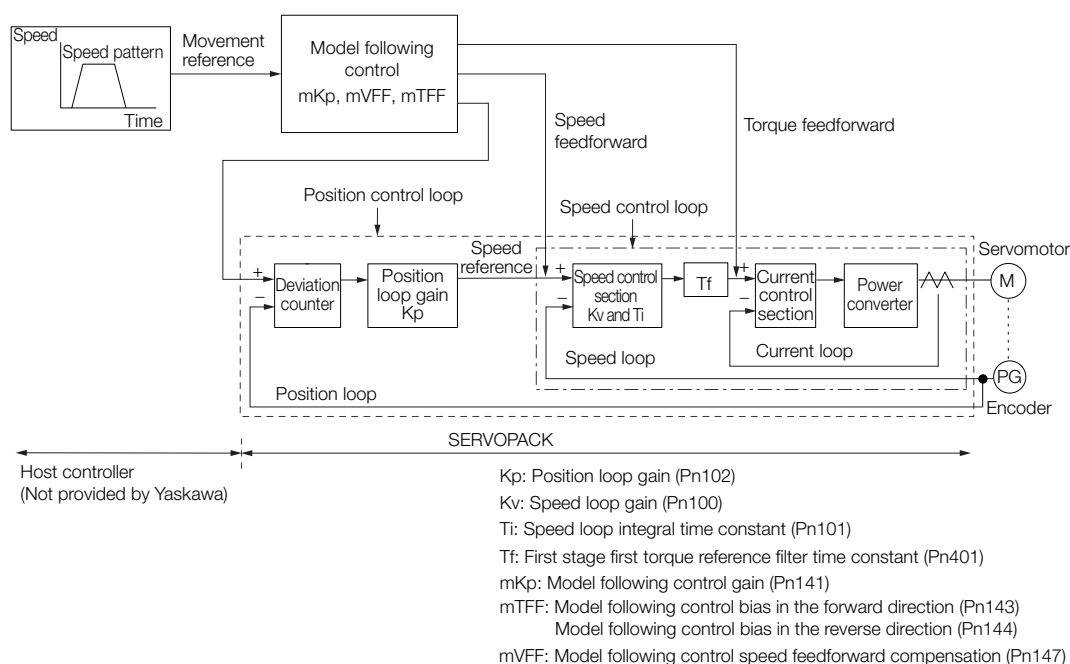 Speed
Speed pattern
Time
Movement
reference
Model following
control
mKp, mVFF, mTFF
Speed
feedforward
Torque feedforward
Position control loop
Speed control loop
Speed
reference
Servomotor
+
−
Deviation
counter
Position
loop gain
Kp
+
−
Speed control
section
Kv and Ti
Tf
+
−
Current
control
section
Power
converter
M
Speed loop
Current loop
PG
Position loop
Encoder
SERVOPACK
Host controller
(Not provided by Yaskawa)
Kp: Position loop gain (Pn102)
Kv: Speed loop gain (Pn100)
Ti: Speed loop integral time constant (Pn101)
Tf: First stage first torque reference filter time constant (Pn401)
mKp: Model following control gain (Pn141)
mTFF: Model following control bias in the forward direction (Pn143)
Model following control bias in the reverse direction (Pn144)
mVFF: Model following control speed feedforward compensation (Pn147)